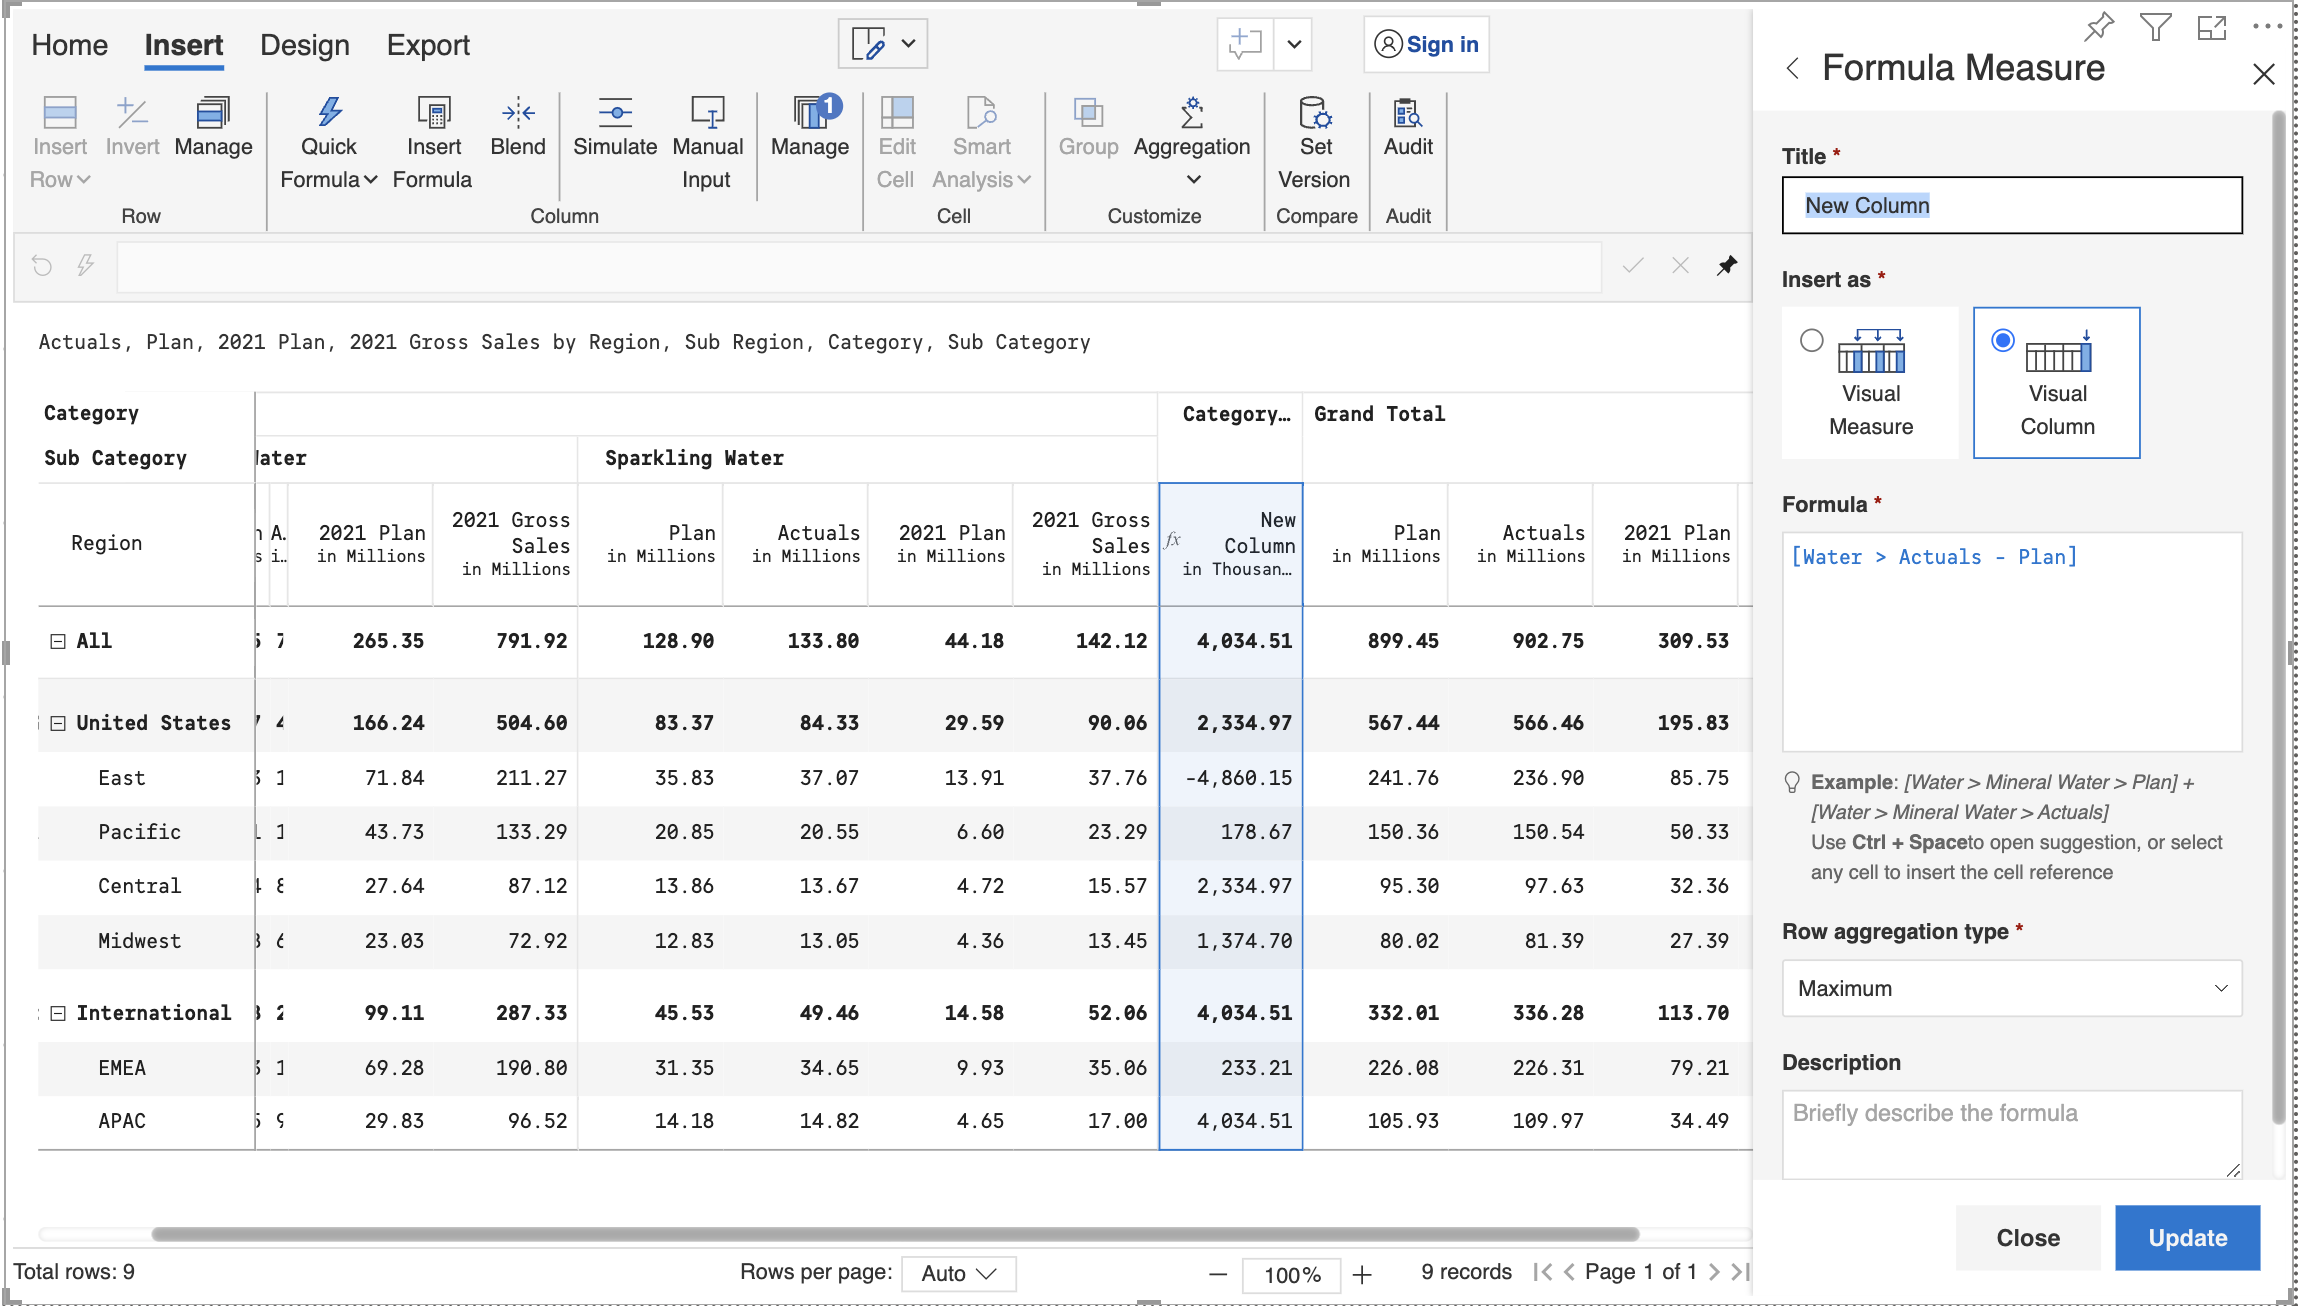 Home Insert Design Export Sign in
Insert Row Invert Manage Quick Formula Insert Formula Blend Simulate Manual Input Manage 1 Edit Cell Smart Analysis Group Aggregation Set Version Audit
Row Column Cell Customize Compare Audit
Actuals, Plan, 2021 Plan, 2021 Gross Sales by Region, Sub Region, Category, Sub Category
Category Category… Grand Total
Sub Category Sparkling Water
Region A. i… 2021 Plan in Millions 2021 Gross Sales in Millions Plan in Millions Actuals in Millions 2021 Plan in Millions 2021 Gross Sales in Millions fx New Column in Thousan… Plan in Millions Actuals in Millions 2021 Plan in Millions
All 265.35 791.92 128.90 133.80 44.18 142.12 4,034.51 899.45 902.75 309.53
United States 166.24 504.60 83.37 84.33 29.59 90.06 2,334.97 567.44 566.46 195.83
East 71.84 211.27 35.83 37.07 13.91 37.76 -4,860.15 241.76 236.90 85.75
Pacific 43.73 133.29 20.85 20.55 6.60 23.29 178.67 150.36 150.54 50.33
Central 27.64 87.12 13.86 13.67 4.72 15.57 2,334.97 95.30 97.63 32.36
Midwest 23.03 72.92 12.83 13.05 4.36 13.45 1,374.70 80.02 81.39 27.39
International 99.11 287.33 45.53 49.46 14.58 52.06 4,034.51 332.01 336.28 113.70
EMEA 69.28 190.80 31.35 34.65 9.93 35.06 233.21 226.08 226.31 79.21
APAC 29.83 96.52 14.18 14.82 4.65 17.00 4,034.51 105.93 109.97 34.49
Total rows: 9 Rows per page: Auto 100% 9 records Page 1 of 1
Formula Measure
Title *
New Column
Insert as *
Visual Measure Visual Column
Formula *
[Water > Actuals - Plan]
Example: [Water > Mineral Water > Plan] +
[Water > Mineral Water > Actuals]
Use Ctrl + Spaceto open suggestion, or select
any cell to insert the cell reference
Row aggregation type *
Maximum
Description
Briefly describe the formula
Close Update